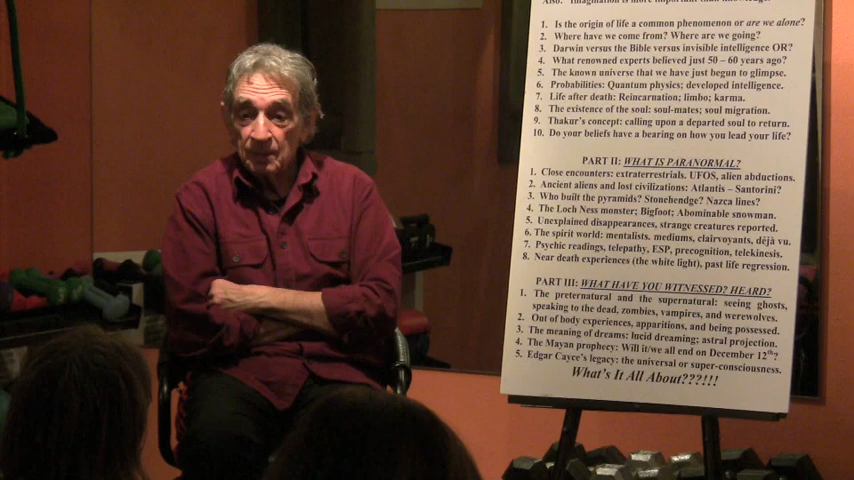 Also: "Imagination is more important than knowledge."
1. Is the origin of life a common phenomenon or are we alone?
2. Where have we come from? Where are we going?
3. Darwin versus the Bible versus invisible intelligence OR?
4. What renowned experts believed just 50 – 60 years ago?
5. The known universe that we have just begun to glimpse.
6. Probabilities: Quantum physics; developed intelligence.
7. Life after death: Reincarnation; limbo; karma.
8. The existence of the soul: soul-mates; soul migration.
9. Thakur's concept: calling upon a departed soul to return.
10. Do your beliefs have a bearing on how you lead your life?
PART II: WHAT IS PARANORMAL?
1. Close encounters: extraterrestrials. UFOS, alien abductions.
2. Ancient aliens and lost civilizations: Atlantis – Santorini?
3. Who built the pyramids? Stonehendge? Nazca lines?
4. The Loch Ness monster; Bigfoot; Abominable snowman.
5. Unexplained disappearances, strange creatures reported.
6. The spirit world: mentalists. mediums, clairvoyants, déjà vu.
7. Psychic readings, telepathy, ESP, precognition, telekinesis.
8. Near death experiences (the white light), past life regression.
PART III: WHAT HAVE YOU WITNESSED? HEARD?
1. The preternatural and the supernatural: seeing ghosts,
speaking to the dead, zombies, vampires, and werewolves.
2. Out of body experiences, apparitions, and being possessed.
3. The meaning of dreams: lucid dreaming; astral projection.
4. The Mayan prophecy: Will it/we all end on December 12th?
5. Edgar Cayce's legacy: the universal or super-consciousness.
What's It All About???!!!